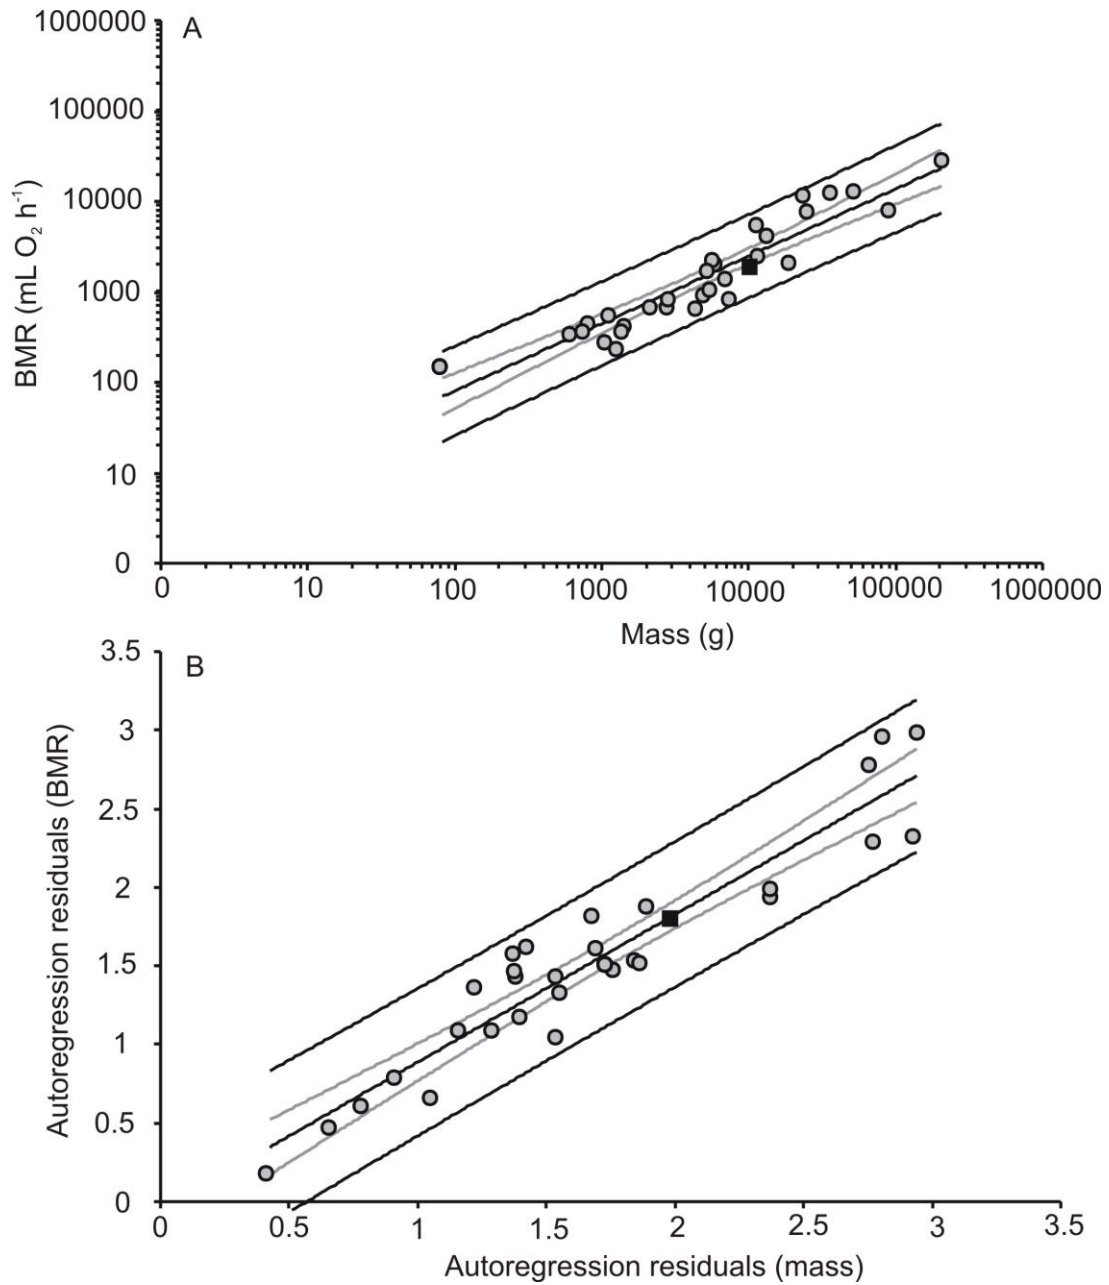 A
1000000
100000
10000
1000
100
10
0
BMR (mL O₂ h⁻¹)
0 10 100 1000 10000 100000 1000000
Mass (g)
B
3.5
3
2.5
2
1.5
1
0.5
0
Autoregression residuals (BMR)
0 0.5 1 1.5 2 2.5 3 3.5
Autoregression residuals (mass)